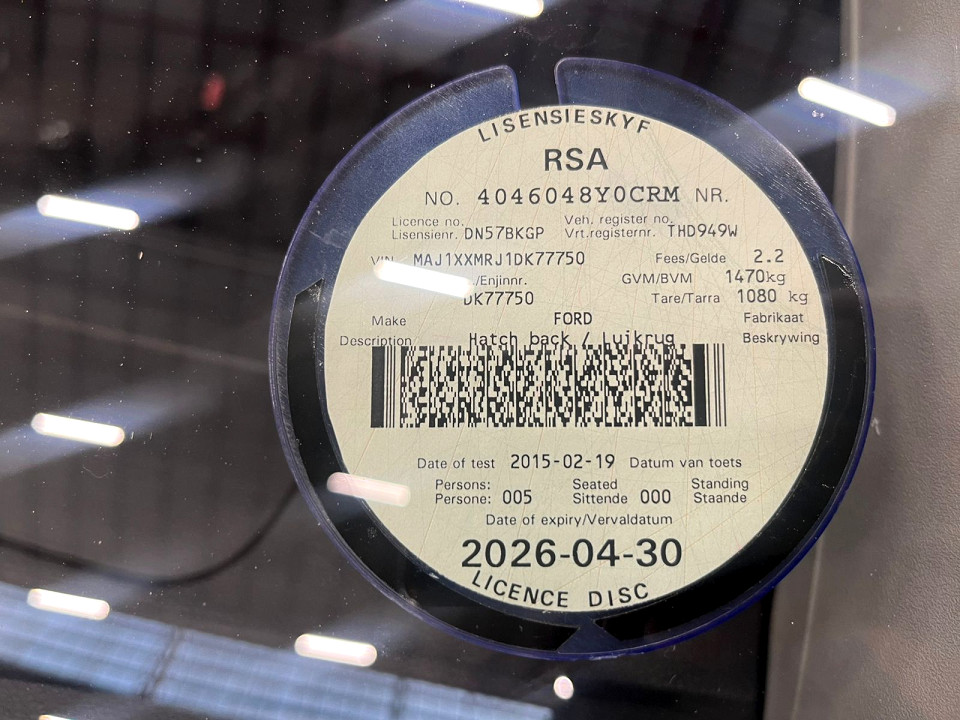 LISENSIESKYF
RSA
NO. 4046048Y0CRM NR.
Licence no. Veh. register no.
Lisensienr. DN57BKGP Vrt.registernr. THD949W
VIN MAJ1XXMRJ1DK77750 Fees/Gelde 2.2
/Enjinnr. GVM/BVM 1470kg
DK77750 Tare/Tarra 1080 kg
Make FORD Fabrikaat
Description Hatch back / Luikrug Beskrywing
Date of test 2015-02-19 Datum van toets
Persons: Seated Standing
Persone: 005 Sittende 000 Staande
Date of expiry/Vervaldatum
2026-04-30
LICENCE DISC